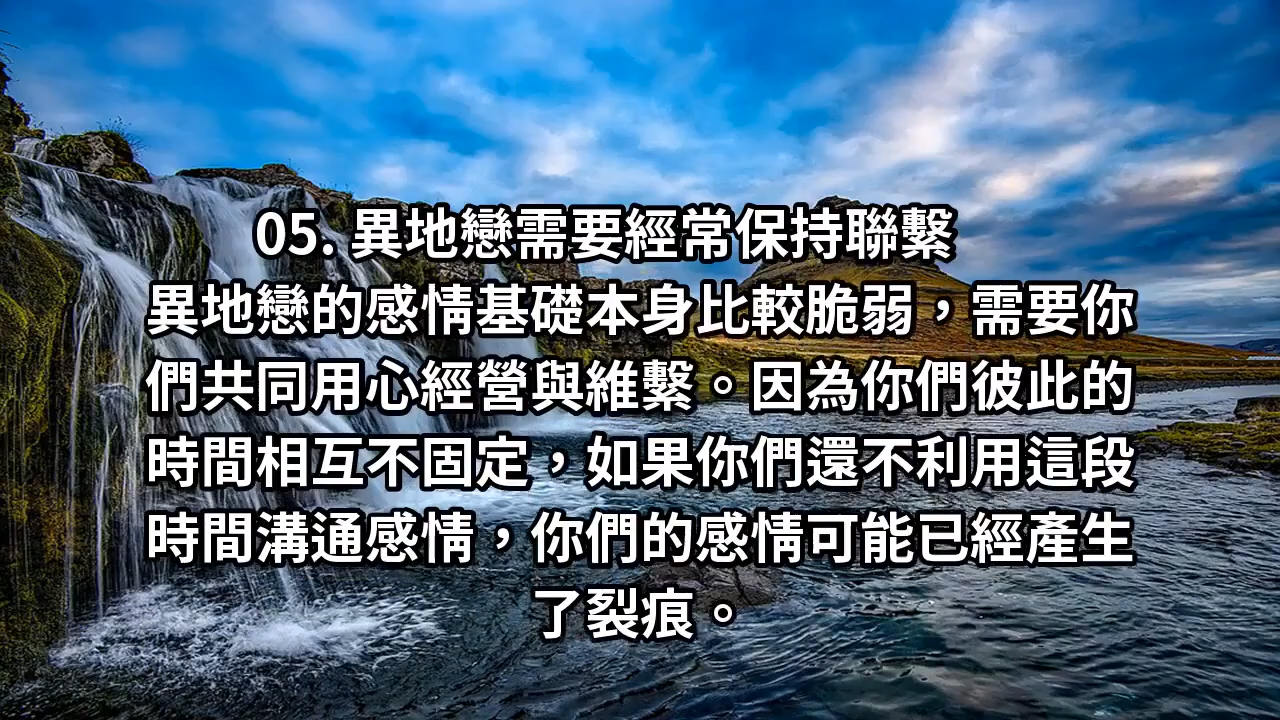 05. 異地戀需要經常保持聯繫
異地戀的感情基礎本身比較脆弱，需要你
們共同用心經營與維繫。因為你們彼此的
時間相互不固定，如果你們還不利用這段
時間溝通感情，你們的感情可能已經產生
了裂痕。